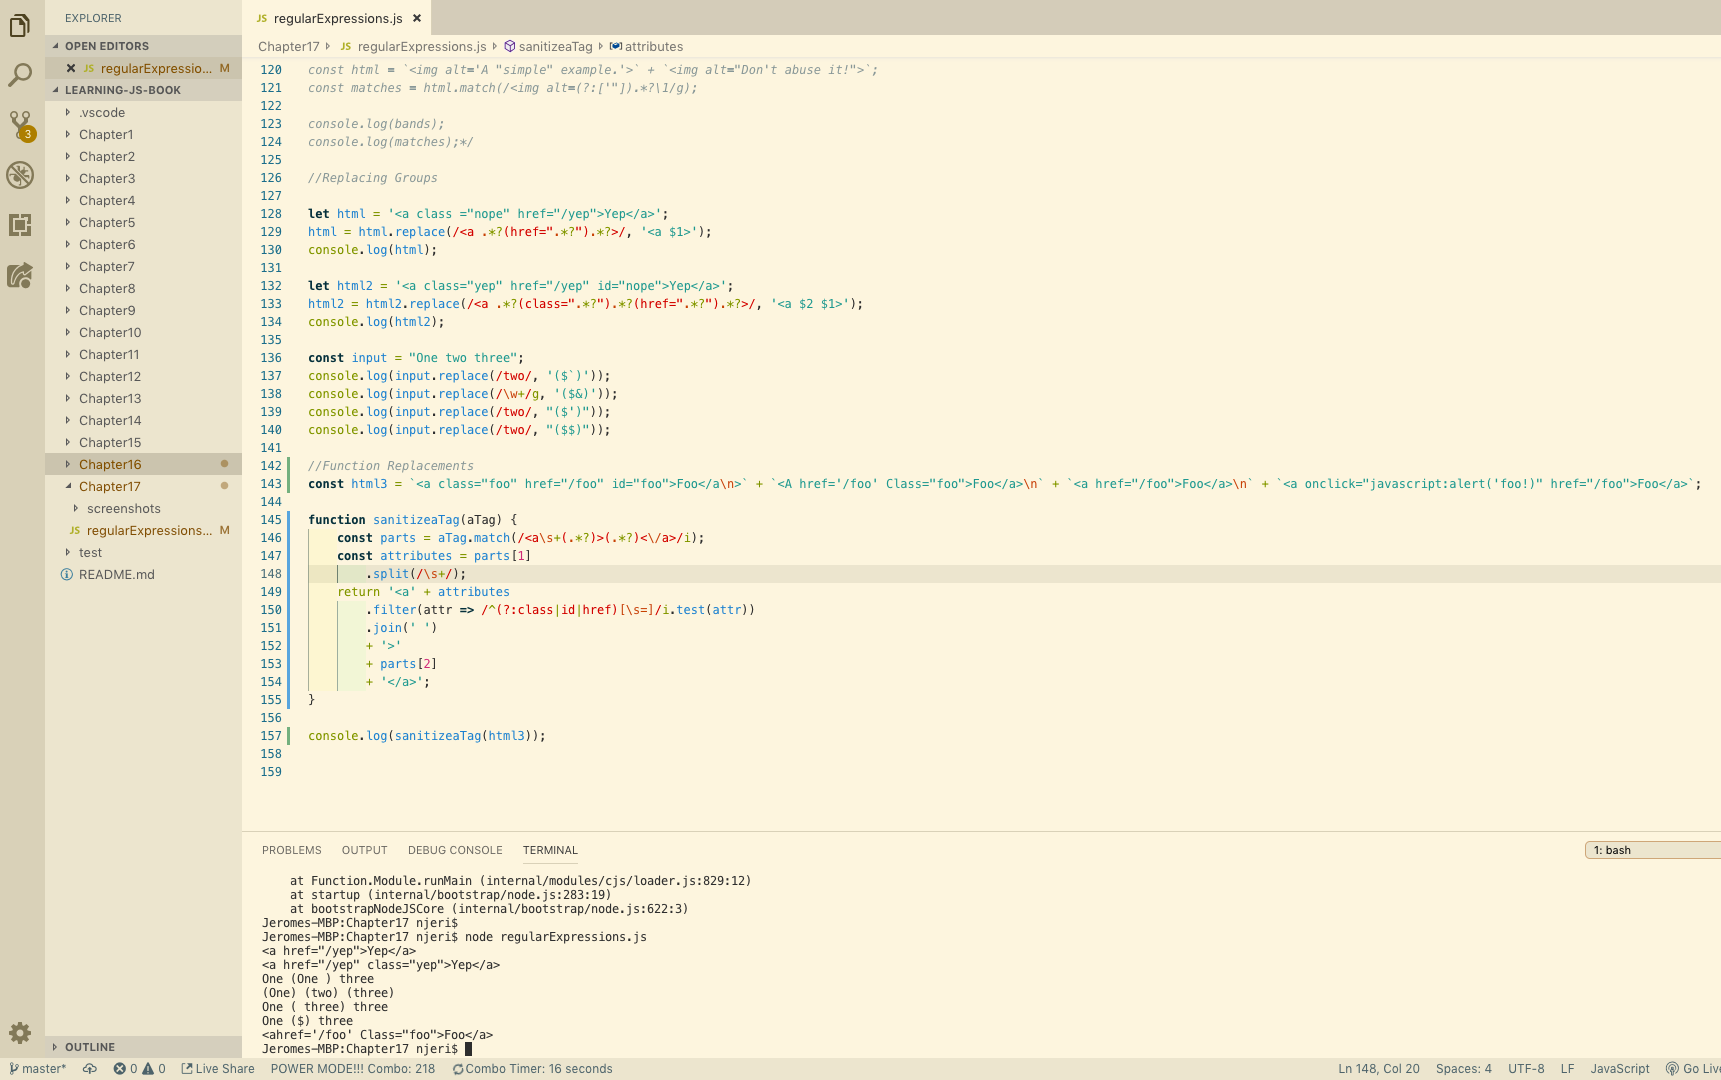 EXPLORER
OPEN EDITORS
JS regularExpressio... M
LEARNING-JS-BOOK
.vscode
Chapter1
Chapter2
Chapter3
Chapter4
Chapter5
Chapter6
Chapter7
Chapter8
Chapter9
Chapter10
Chapter11
Chapter12
Chapter13
Chapter14
Chapter15
Chapter16
Chapter17
screenshots
JS regularExpressions... M
test
README.md
OUTLINE
3
JS regularExpressions.js
Chapter17 JS regularExpressions.js sanitizeaTag attributes
120 const html = `<img alt='A "simple" example.'>` + `<img alt="Don't abuse it!">`;
121 const matches = html.match(/<img alt=(?:['"]).*?\1/g);
122
123 console.log(bands);
124 console.log(matches);*/
125
126 //Replacing Groups
127
128 let html = '<a class ="nope" href="/yep">Yep</a>';
129 html = html.replace(/<a .*?(href=".*?").*?>/, '<a $1>');
130 console.log(html);
131
132 let html2 = '<a class="yep" href="/yep" id="nope">Yep</a>';
133 html2 = html2.replace(/<a .*?(class=".*?").*?(href=".*?").*?>/, '<a $2 $1>');
134 console.log(html2);
135
136 const input = "One two three";
137 console.log(input.replace(/two/, '($`)'));
138 console.log(input.replace(/\w+/g, '($&)'));
139 console.log(input.replace(/two/, "($')"));
140 console.log(input.replace(/two/, "($$)"));
141
142 //Function Replacements
143 const html3 = `<a class="foo" href="/foo" id="foo">Foo</a\n>` + `<A href='/foo' Class="foo">Foo</a>\n` + `<a href="/foo">Foo</a>\n` + `<a onclick="javascript:alert('foo!)" href="/foo">Foo</a>`;
144
145 function sanitizeaTag(aTag) {
146 const parts = aTag.match(/<a\s+(.*?)>(.*?)<\/a>/i);
147 const attributes = parts[1]
148 .split(/\s+/);
149 return '<a' + attributes
150 .filter(attr => /^(?:class|id|href)[\s=]/i.test(attr))
151 .join(' ')
152 + '>'
153 + parts[2]
154 + '</a>';
155 }
156
157 console.log(sanitizeaTag(html3));
158
159
PROBLEMS OUTPUT DEBUG CONSOLE TERMINAL 1: bash
at Function.Module.runMain (internal/modules/cjs/loader.js:829:12)
at startup (internal/bootstrap/node.js:283:19)
at bootstrapNodeJSCore (internal/bootstrap/node.js:622:3)
Jeromes-MBP:Chapter17 njeri$
Jeromes-MBP:Chapter17 njeri$ node regularExpressions.js
<a href="/yep">Yep</a>
<a href="/yep" class="yep">Yep</a>
One (One ) three
(One) (two) (three)
One ( three) three
One ($) three
<ahref='/foo' Class="foo">Foo</a>
Jeromes-MBP:Chapter17 njeri$
master* 0 0 Live Share POWER MODE!!! Combo: 218 Combo Timer: 16 seconds Ln 148, Col 20 Spaces: 4 UTF-8 LF JavaScript Go Live